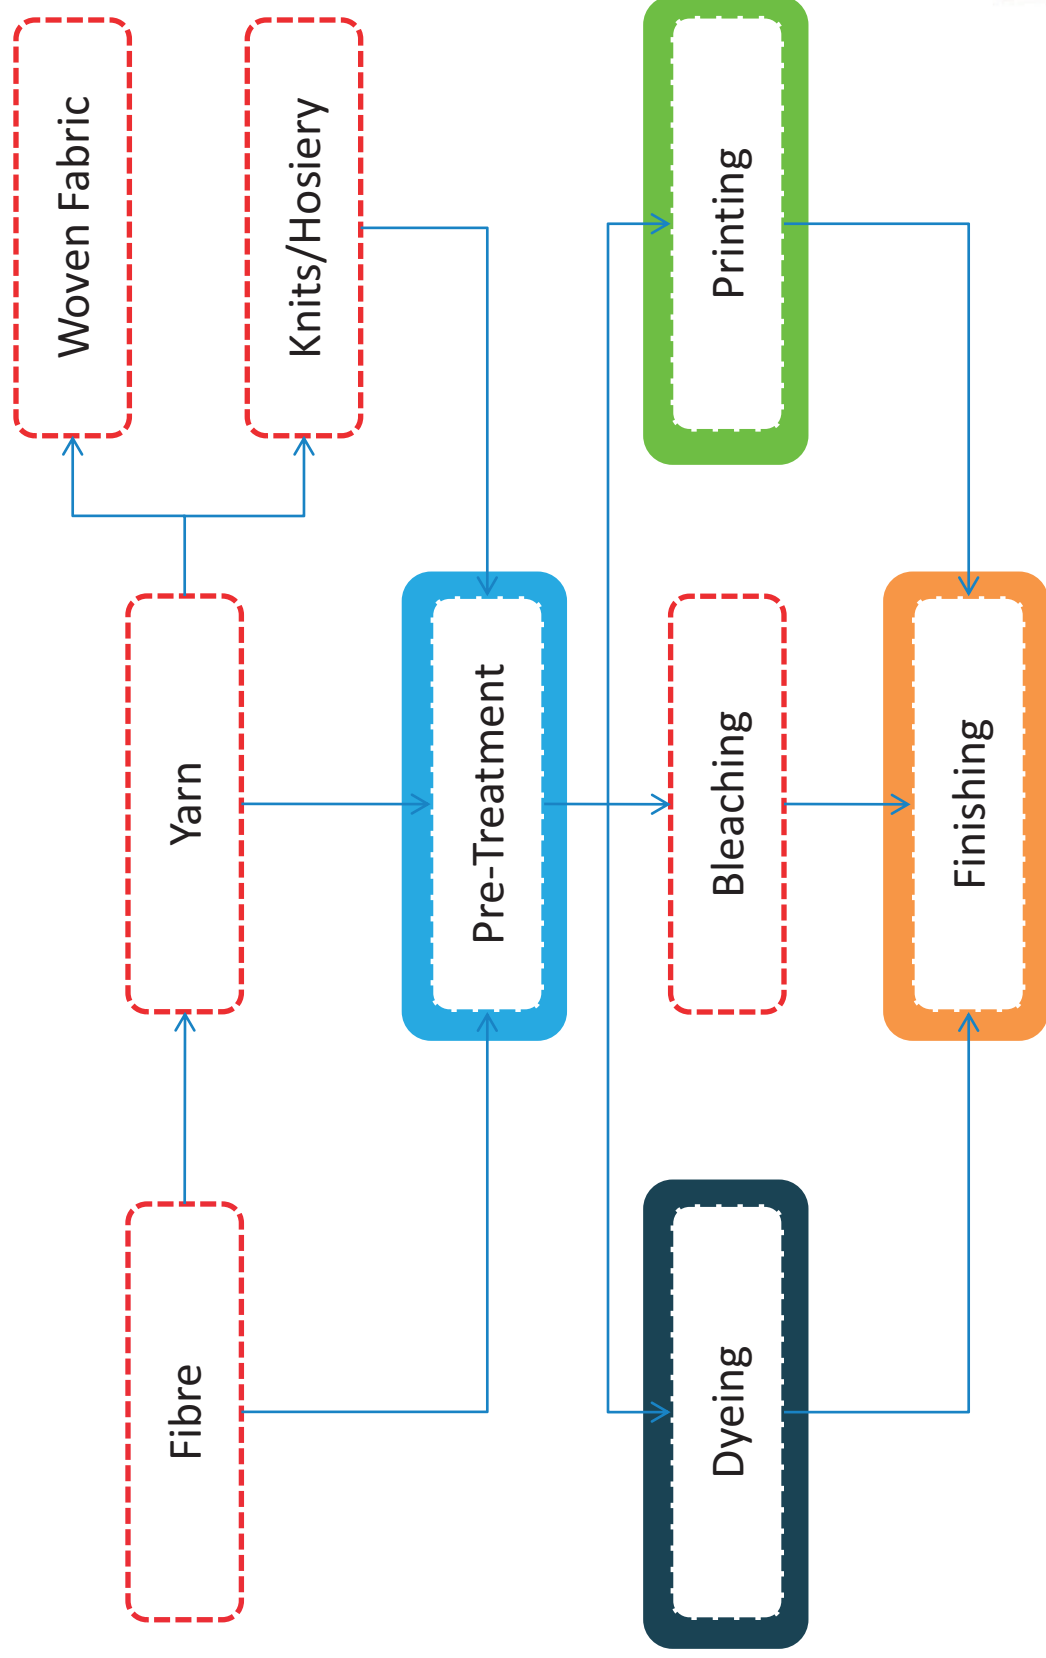 Fibre
Yarn
Woven Fabric
Knits/Hosiery
Pre-Treatment
Dyeing
Bleaching
Printing
Finishing